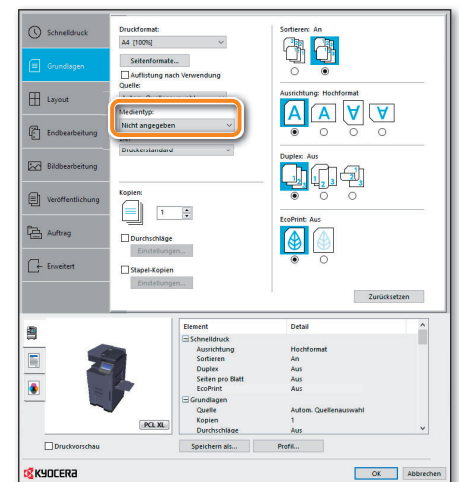 Schnelldruck
Grundlagen
Layout
Endbearbeitung
Bildbearbeitung
Veröffentlichung
Auftrag
Erweitert
Druckformat:
A4 [100%]
Seitenformate...
Auflistung nach Verwendung
Quelle:
Medientyp:
Nicht angegeben
Druckerstandard
Kopien:
1
Durchschläge
Einstellungen...
Stapel-Kopien
Einstellungen...
Sortieren: An
Ausrichtung: Hochformat
A A A A
Duplex: Aus
EcoPrint: Aus
Zurücksetzen
Element Detail
Schnelldruck
Ausrichtung Hochformat
Sortieren An
Duplex Aus
Seiten pro Blatt Aus
EcoPrint Aus
Grundlagen
Quelle Autom. Quellenauswahl
Kopien 1
Durchschläge Aus
PCL XL
Druckvorschau
Speichern als... Profil...
KYOCERA
OK Abbrechen